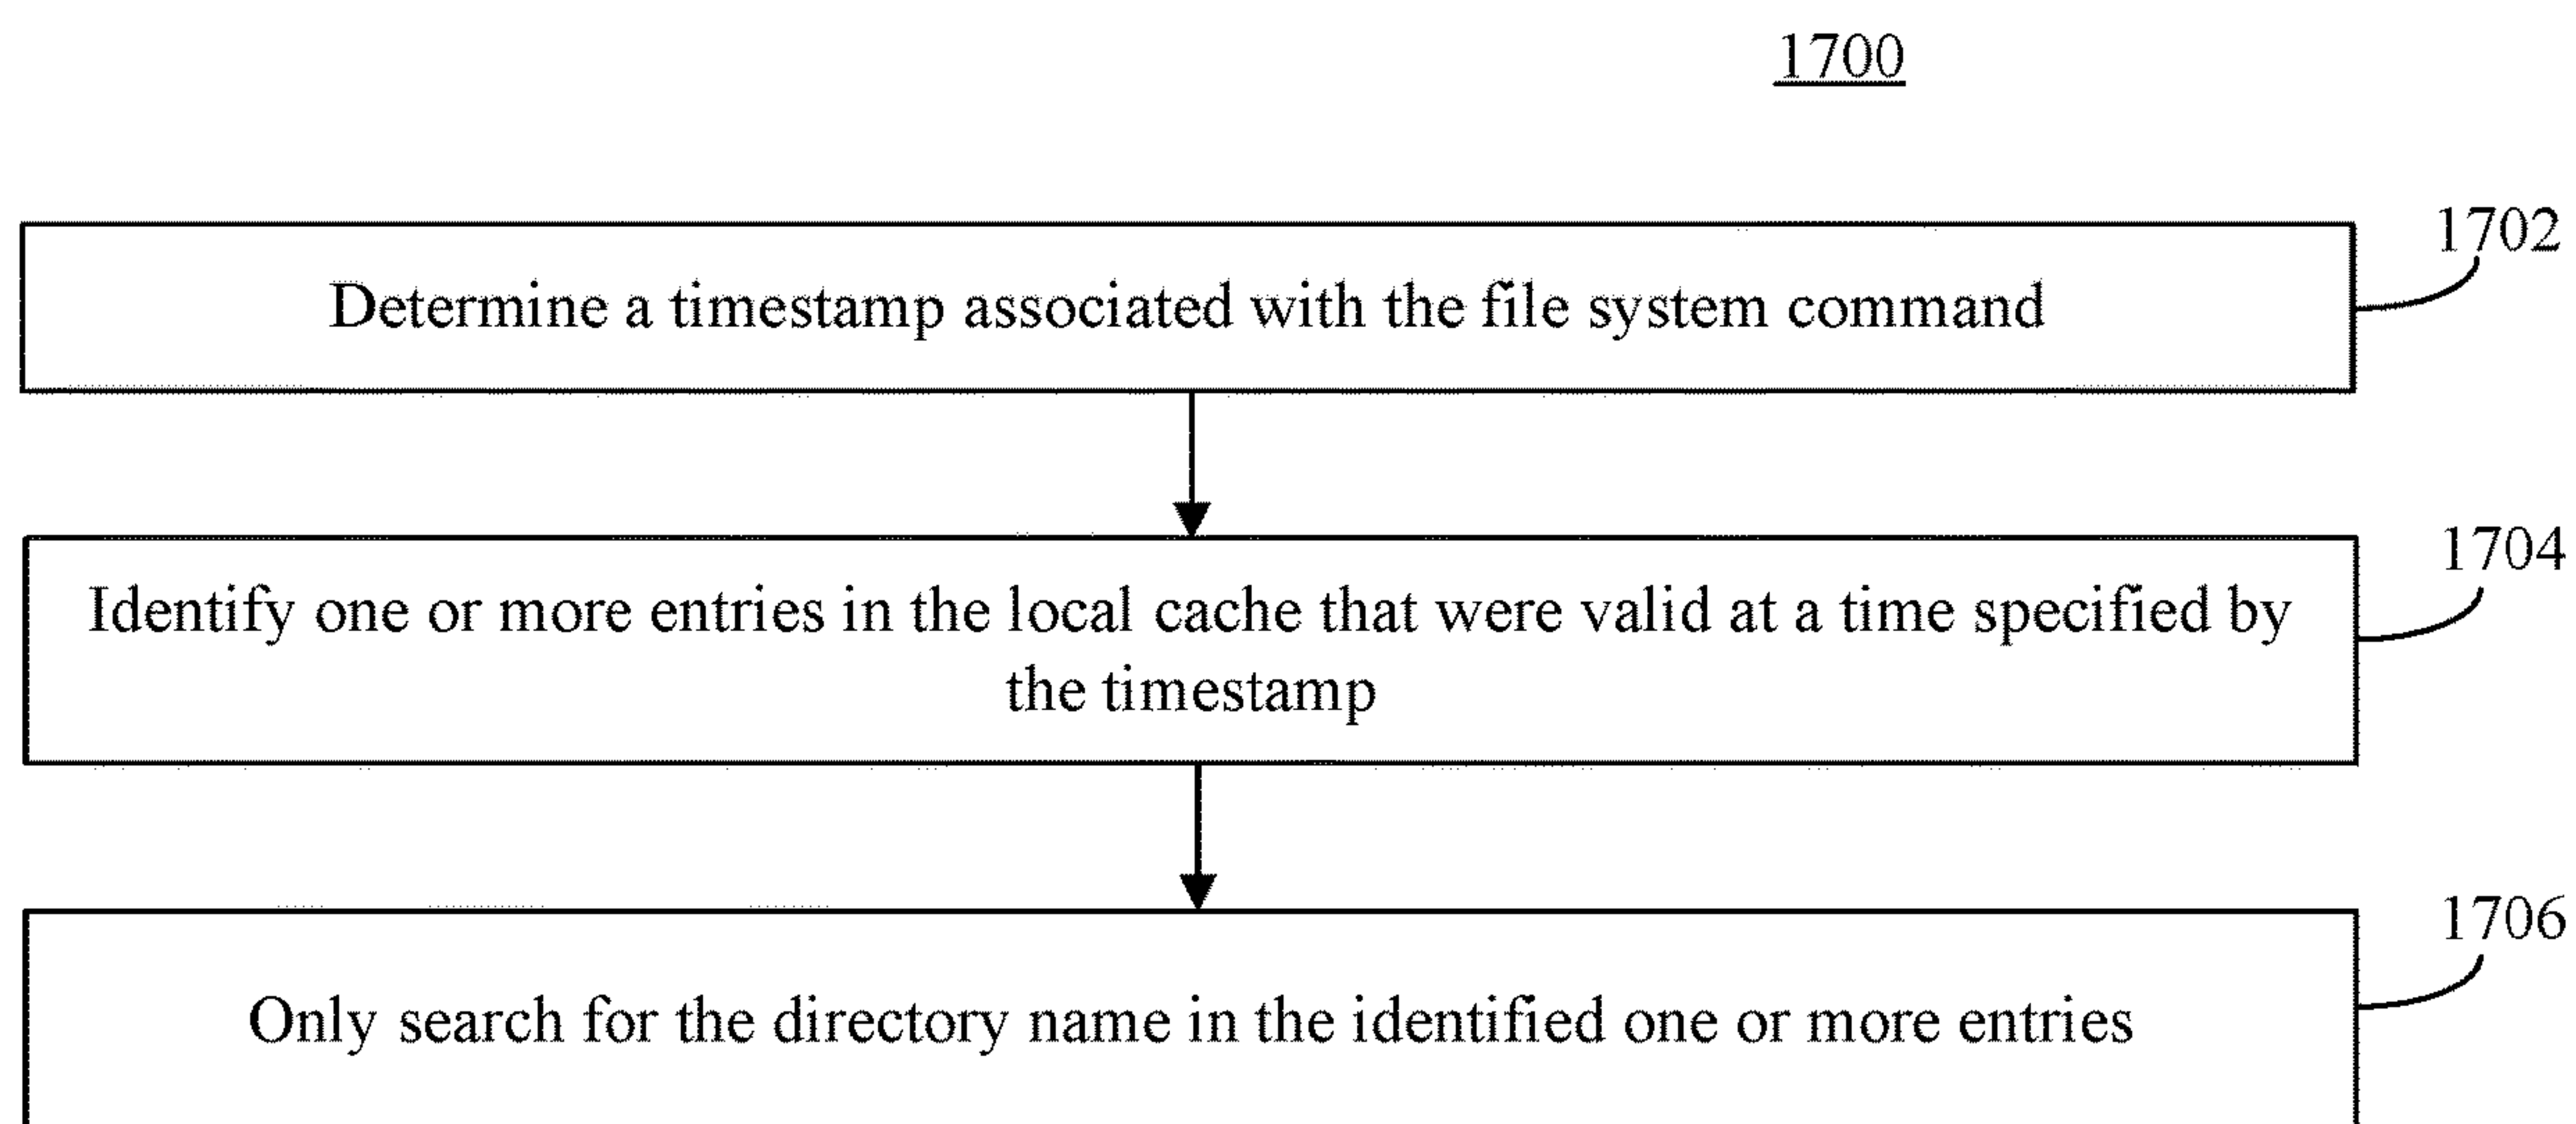 1700
1702
Determine a timestamp associated with the file system command
1704
Identify one or more entries in the local cache that were valid at a time specified by
the timestamp
1706
Only search for the directory name in the identified one or more entries